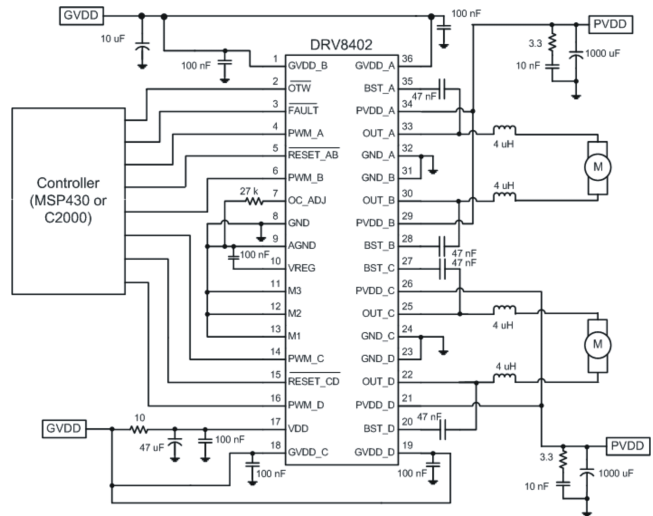 GVDD
10 uF
100 nF
100 nF
DRV8402
PVDD
3.3
10 nF
1000 uF
1 GVDD_B GVDD_A 36
2 OTW BST_A 35
47 nF
3 FAULT PVDD_A 34
4 PWM_A OUT_A 33
4 uH
M
5 RESET_AB GND_A 32
6 PWM_B GND_B 31
27 k
7 OC_ADJ OUT_B 30
4 uH
8 GND PVDD_B 29
9 AGND BST_B 28
47 nF
100 nF
10 VREG BST_C 27
47 nF
11 M3 PVDD_C 26
12 M2 OUT_C 25
4 uH
M
13 M1 GND_C 24
14 PWM_C GND_D 23
15 RESET_CD OUT_D 22
4 uH
16 PWM_D PVDD_D 21
17 VDD BST_D 20
47 nF
18 GVDD_C GVDD_D 19
Controller
(MSP430 or
C2000)
GVDD
10
47 uF
100 nF
100 nF
100 nF
PVDD
3.3
10 nF
1000 uF